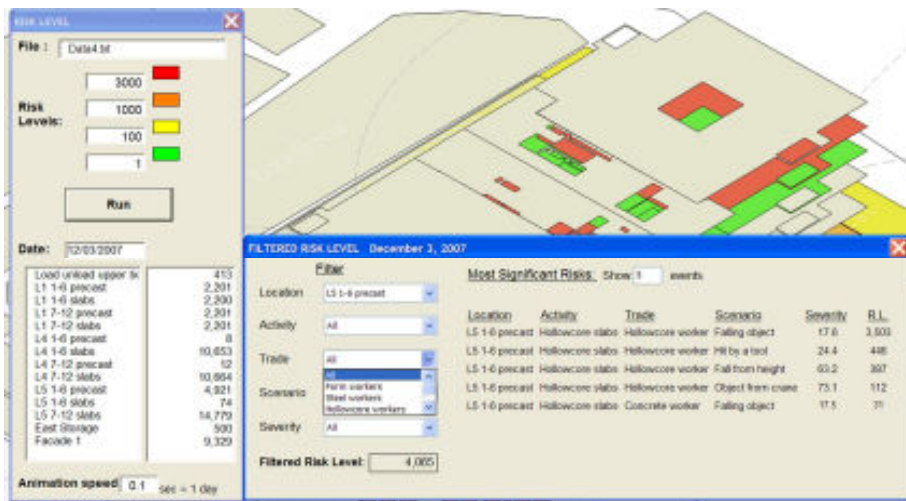 RISK LEVEL
File : Data4.txt
3000
Risk Levels:
1000
100
1
Run
Date: 12/03/2007
Load unload upper
413
L1 1-6 precast
2,201
L1 1-6 slabs
2,200
L1 7-12 precast
2,201
L1 7-12 slabs
2,201
L4 1-6 precast
8
L4 1-6 slabs
10,653
L4 7-12 precast
12
L4 7-12 slabs
10,664
L5 1-6 precast
4,921
L5 1-6 slabs
74
L5 7-12 slabs
14,779
East Storage
500
Facade 1
9,329
Animation speed 0.1 sec = 1 day
FILTERED RISK LEVEL December 3, 2007
Filter
Location L5 1-6 precast
Activity All
Trade All
All
Form workers
Steel workers
Hollowcore workers
Scenario
Severity All
Filtered Risk Level: 4,065
Most Significant Risks: Show 1 events
Location Activity Trade Scenario Severity R.L.
L5 1-6 precast Hollowcore slabs Hollowcore worker Falling object 17.8 3,503
L5 1-6 precast Hollowcore slabs Hollowcore worker Hit by a tool 24.4 446
L5 1-6 precast Hollowcore slabs Hollowcore worker Fall from height 63.2 397
L5 1-6 precast Hollowcore slabs Hollowcore worker Object from crane 73.1 112
L5 1-6 precast Hollowcore slabs Concrete worker Falling object 17.5 31